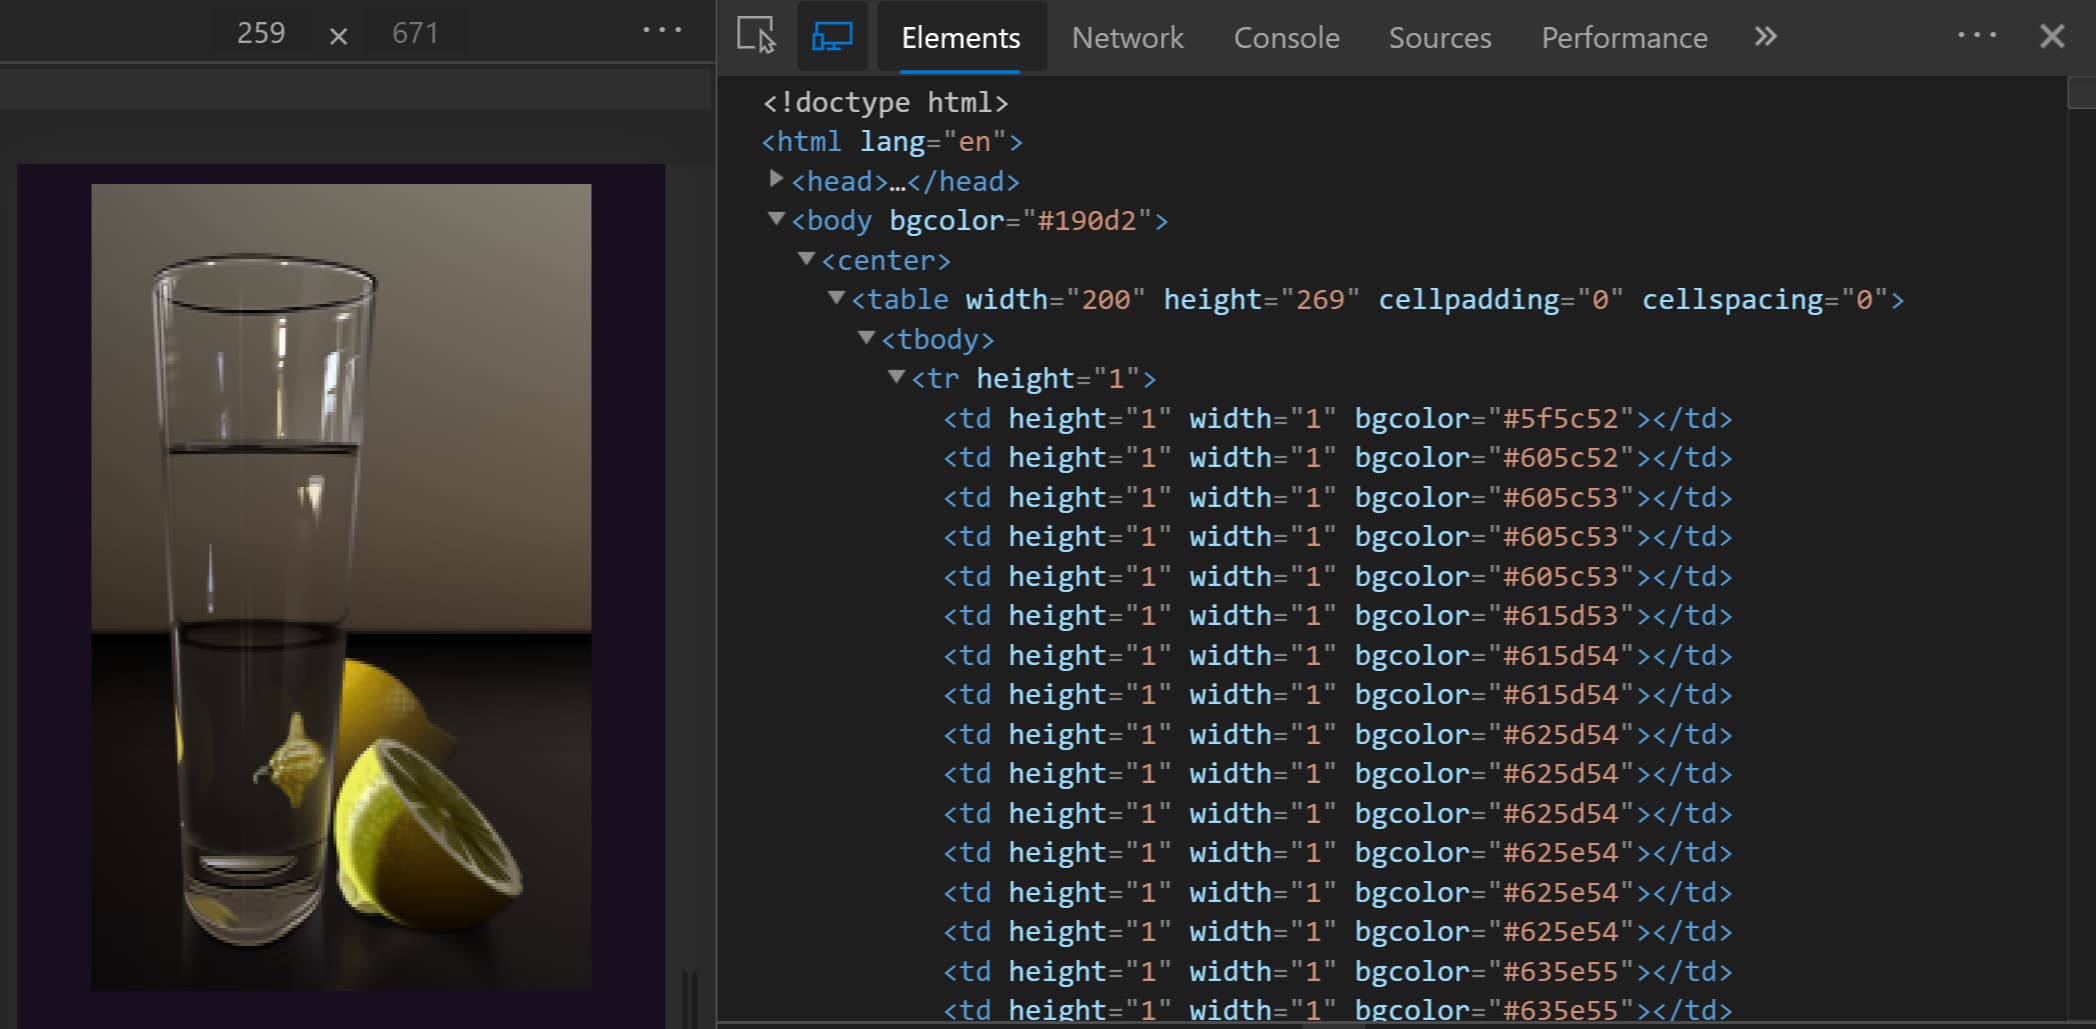 259 × 671 ···
Elements Network Console Sources Performance » ··· ×
<!doctype html>
<html lang="en">
<head>…</head>
<body bgcolor="#190d2">
<center>
<table width="200" height="269" cellpadding="0" cellspacing="0">
<tbody>
<tr height="1">
<td height="1" width="1" bgcolor="#5f5c52"></td>
<td height="1" width="1" bgcolor="#605c52"></td>
<td height="1" width="1" bgcolor="#605c53"></td>
<td height="1" width="1" bgcolor="#605c53"></td>
<td height="1" width="1" bgcolor="#605c53"></td>
<td height="1" width="1" bgcolor="#615d53"></td>
<td height="1" width="1" bgcolor="#615d54"></td>
<td height="1" width="1" bgcolor="#615d54"></td>
<td height="1" width="1" bgcolor="#625d54"></td>
<td height="1" width="1" bgcolor="#625d54"></td>
<td height="1" width="1" bgcolor="#625d54"></td>
<td height="1" width="1" bgcolor="#625e54"></td>
<td height="1" width="1" bgcolor="#625e54"></td>
<td height="1" width="1" bgcolor="#625e54"></td>
<td height="1" width="1" bgcolor="#635e55"></td>
<td height="1" width="1" bgcolor="#635e55"></td>